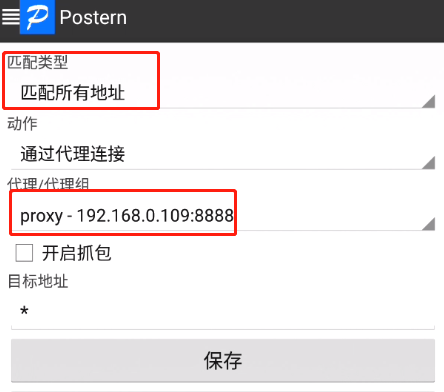 Postern
匹配类型
匹配所有地址
动作
通过代理连接
代理/代理组
proxy - 192.168.0.109:8888
开启抓包
目标地址
*
保存